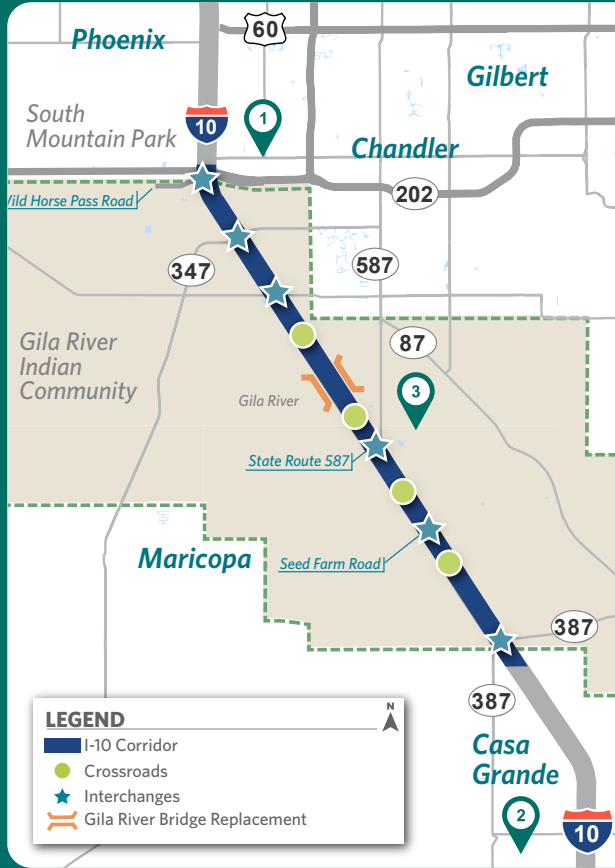 Phoenix
60
Gilbert
South
Mountain Park
10
1
Chandler
Wild Horse Pass Road
202
347
587
Gila River
Indian
Community
87
Gila River
3
State Route 587
Maricopa
Seed Farm Road
387
387
Casa
Grande
2
10
LEGEND
N
I-10 Corridor
Crossroads
Interchanges
Gila River Bridge Replacement